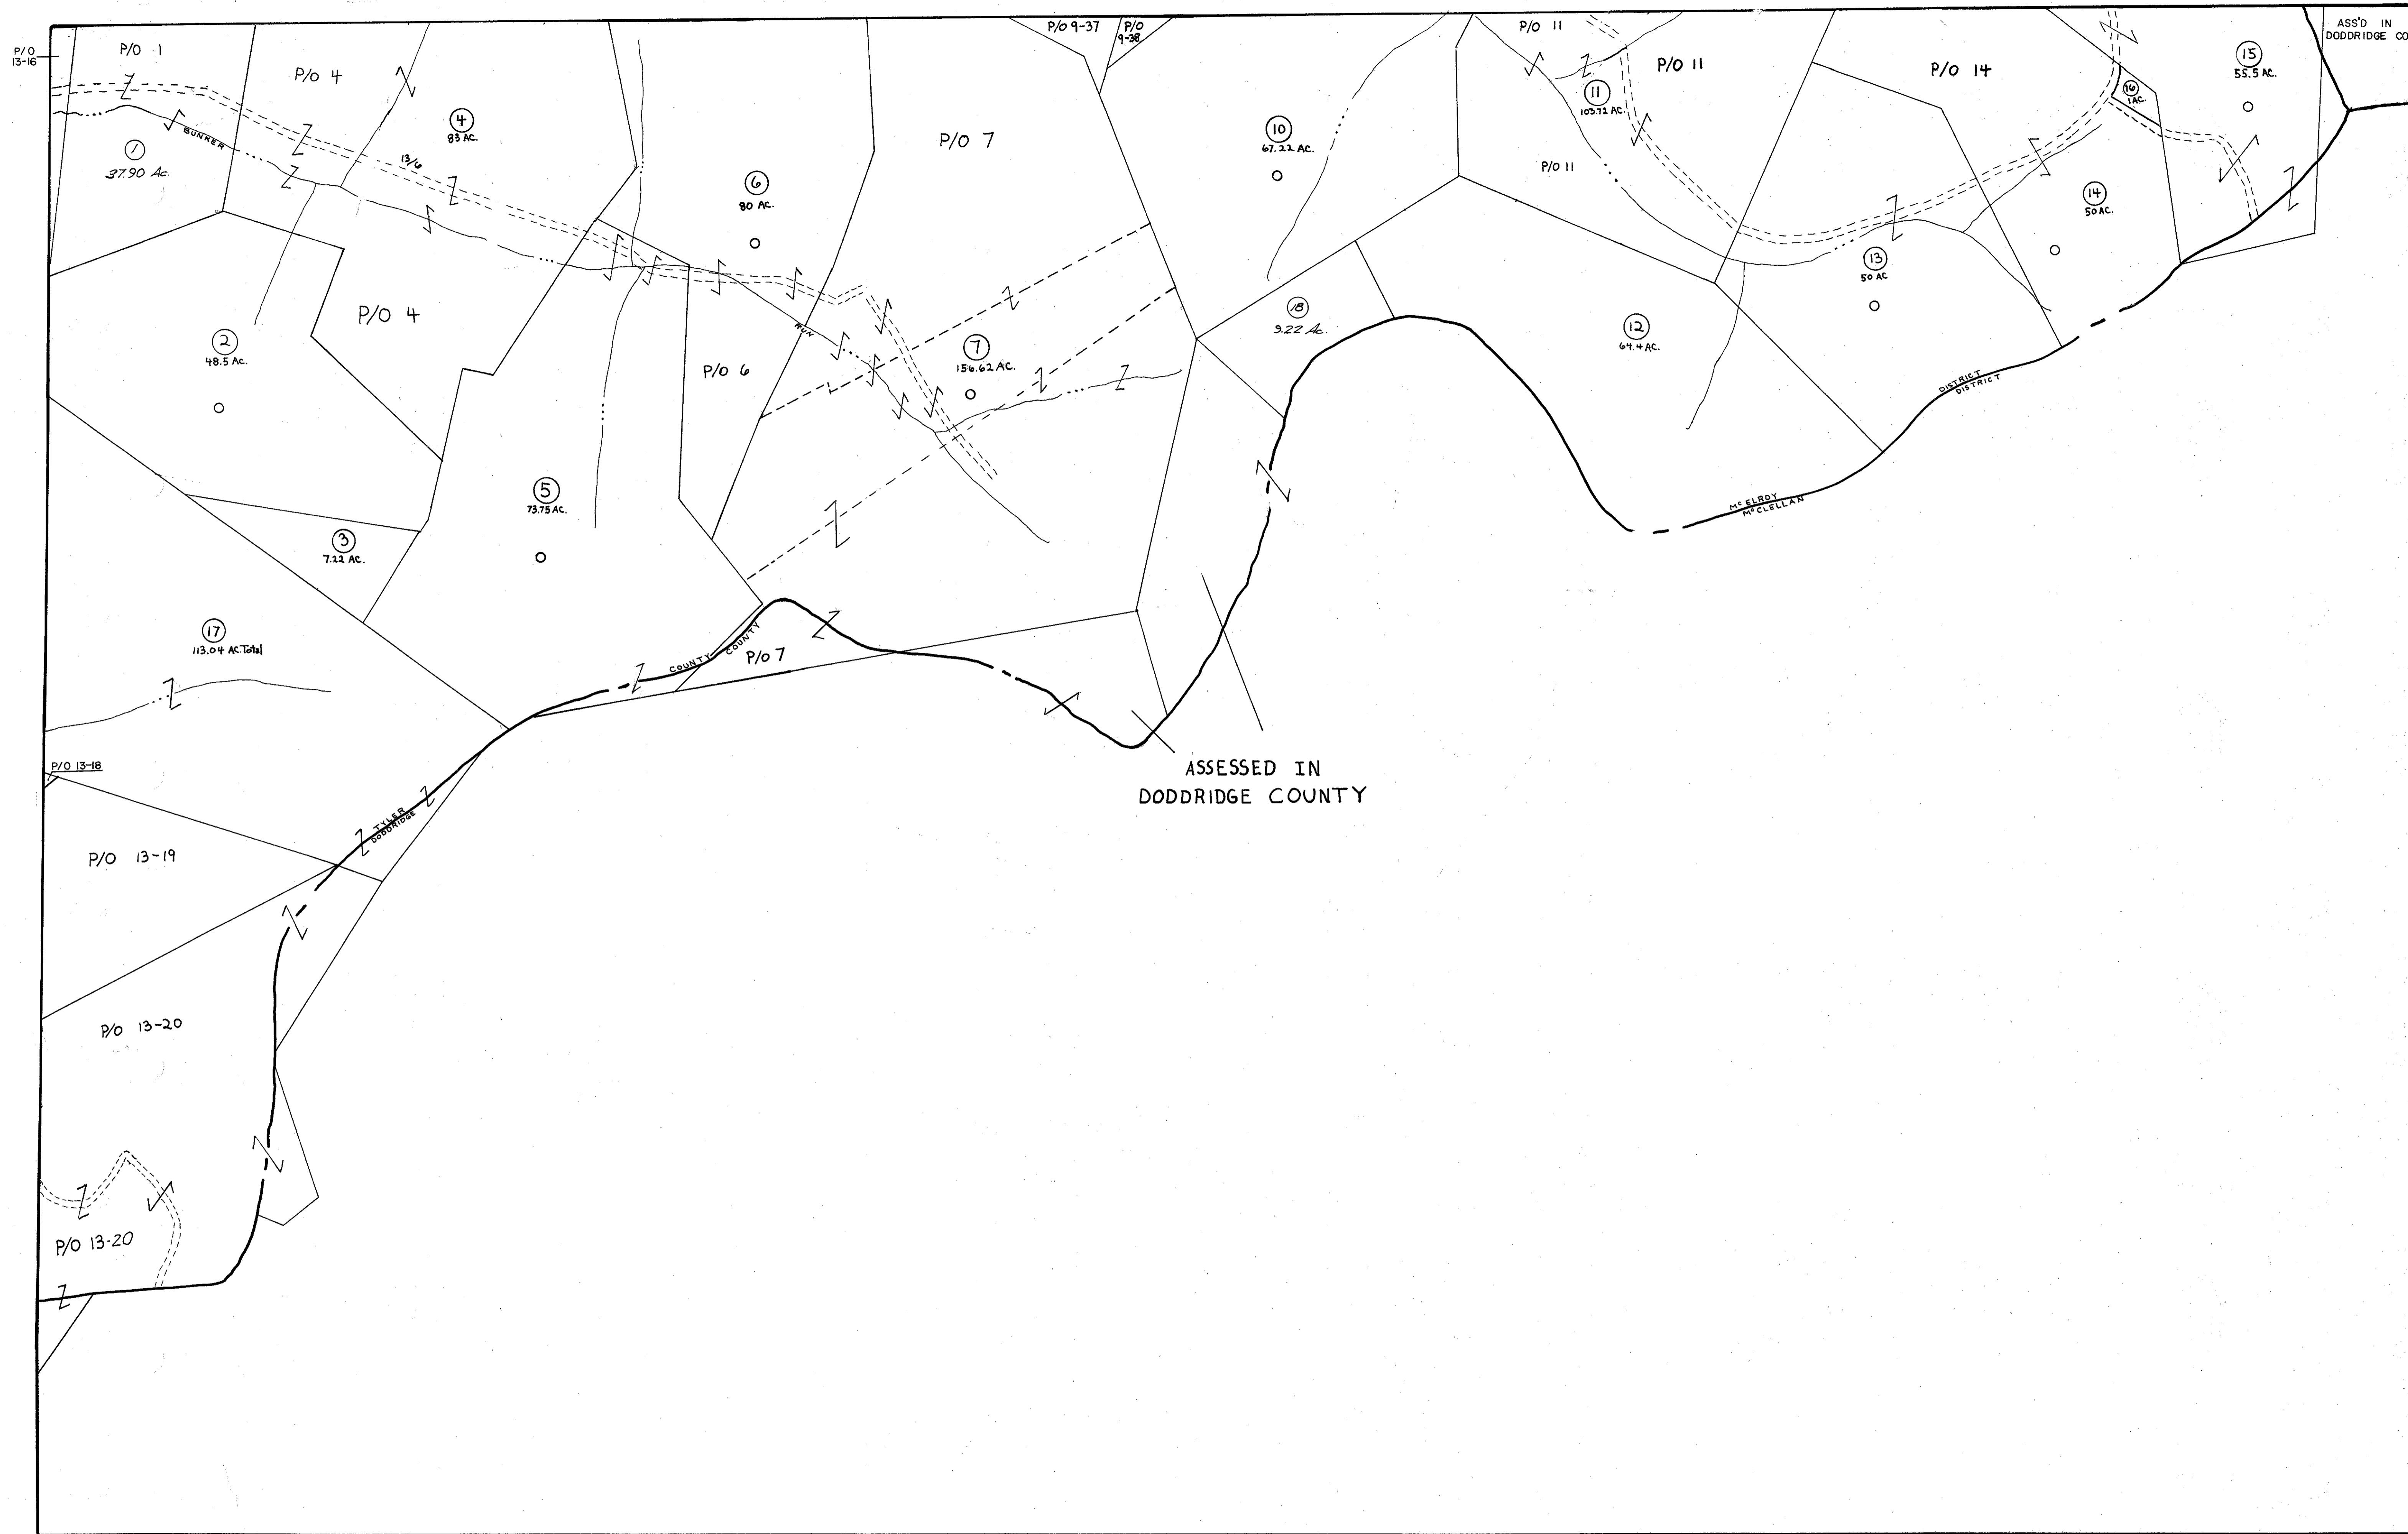 P/O
13-16
P/O 1
P/O 4
P/O 9-37
P/O
9-38
P/O 11
P/O 11
P/O 14
15
55.5 AC.
ASS'D IN
DODDRIDGE CO
16
1AC.
11
103.72 AC.
4
83 AC.
BUNKER
1
37.90 Ac.
13/6
P/O 7
10
67.22 AC.
P/O 11
6
80 AC.
14
50 AC.
13
50 AC
P/O 4
18
9.22 Ac.
12
64.4 AC.
2
48.5 AC.
RUN
7
156.62 AC.
P/O 6
DISTRICT
DISTRICT
5
73.75 AC.
MCELROY
MCCLELLAN
3
7.22 AC.
17
113.04 AC. Total
COUNTY
COUNTY
P/O 7
P/O 13-18
ASSESSED IN
DODDRIDGE COUNTY
TYLER
DODDRIDGE
P/O 13-19
P/O 13-20
P/O 13-20